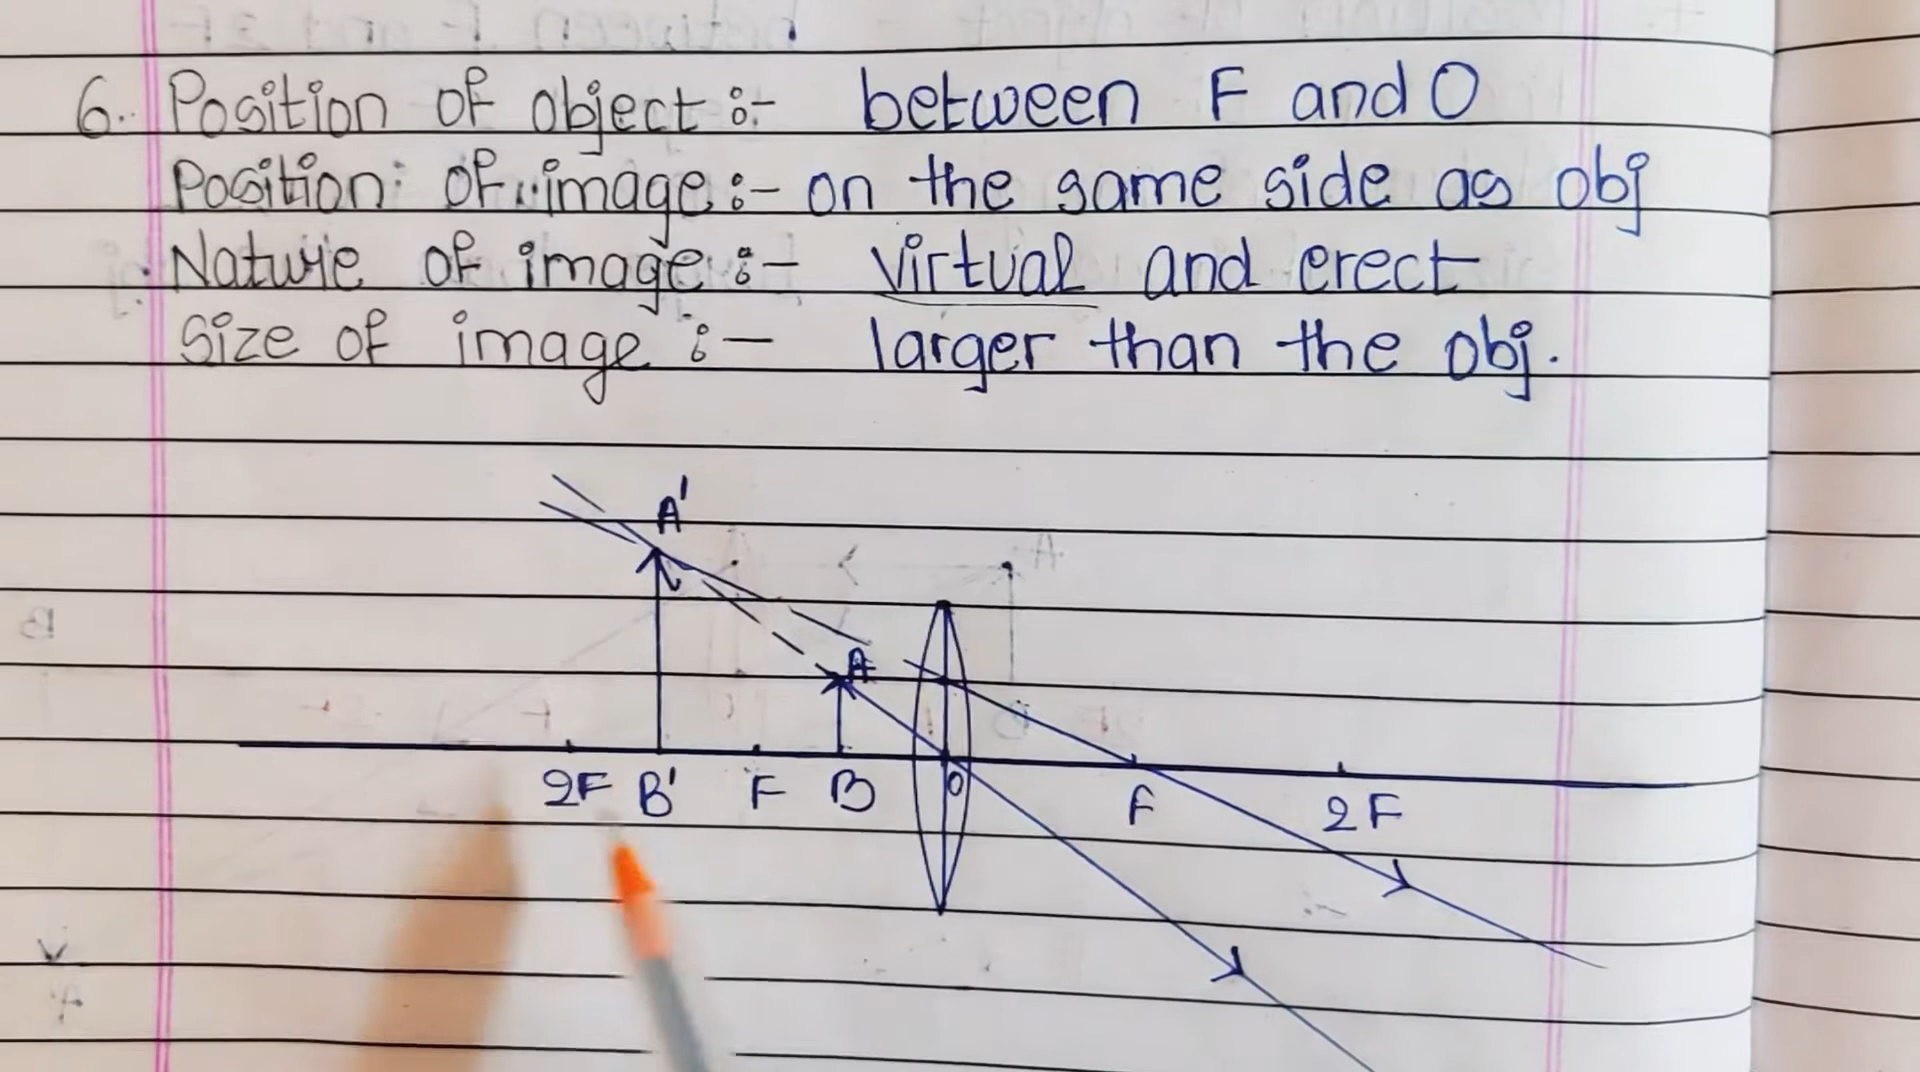 6. Position of object :- between F and O
Position of image :- on the same side as obj
Nature of image :- virtual and erect
Size of image :- larger than the obj.
A'
A
2F B' F B O F 2F